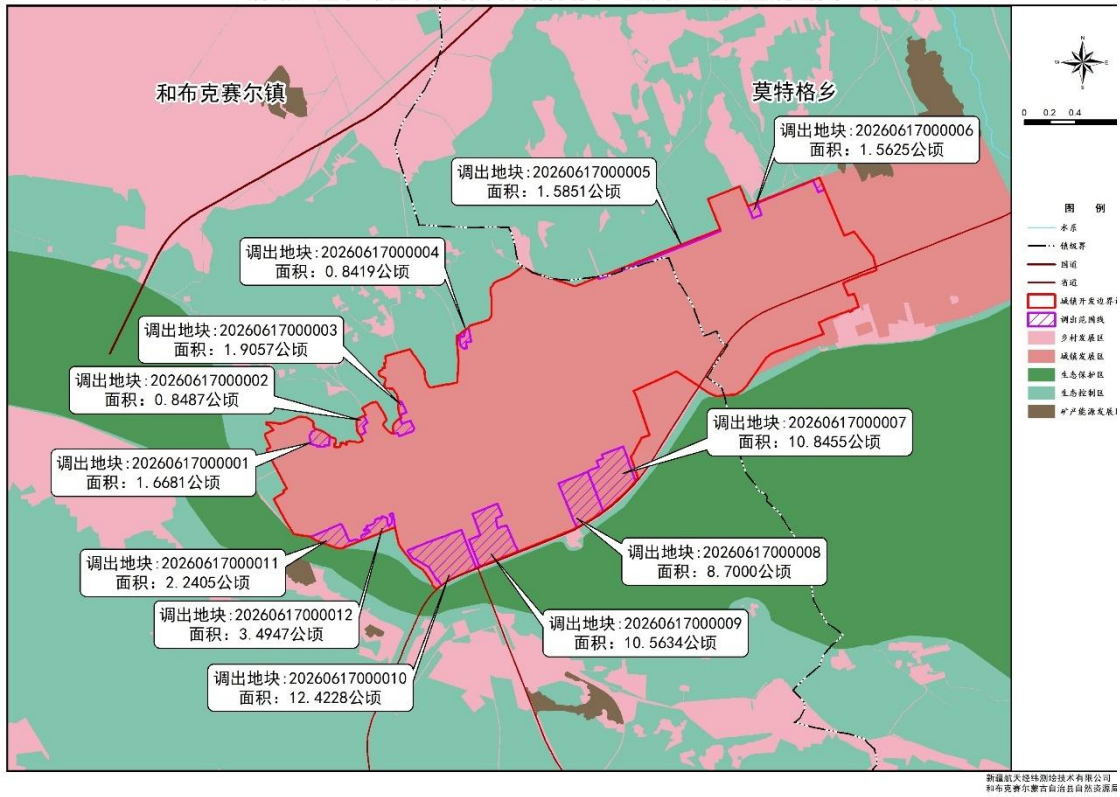 和布克赛尔镇
莫特格乡
调出地块:20260617000006
面积：1.5625公顷
调出地块:20260617000005
面积：1.5851公顷
调出地块:20260617000004
面积：0.8419公顷
调出地块:20260617000003
面积：1.9057公顷
调出地块:20260617000002
面积：0.8487公顷
调出地块:20260617000001
面积：1.6681公顷
调出地块:20260617000007
面积：10.8455公顷
调出地块:20260617000008
面积：8.7000公顷
调出地块:20260617000011
面积：2.2405公顷
调出地块:20260617000012
面积：3.4947公顷
调出地块:20260617000009
面积：10.5634公顷
调出地块:20260617000010
面积：12.4228公顷
N
S
0 0.2 0.4
图 例
水系
镇级界
国道
省道
城镇开发边界
调出范围线
乡村发展区
城镇发展区
生态保护区
生态控制区
矿产能源发展
新疆航天经纬测绘技术有限公司
和布克赛尔蒙古自治县自然资源